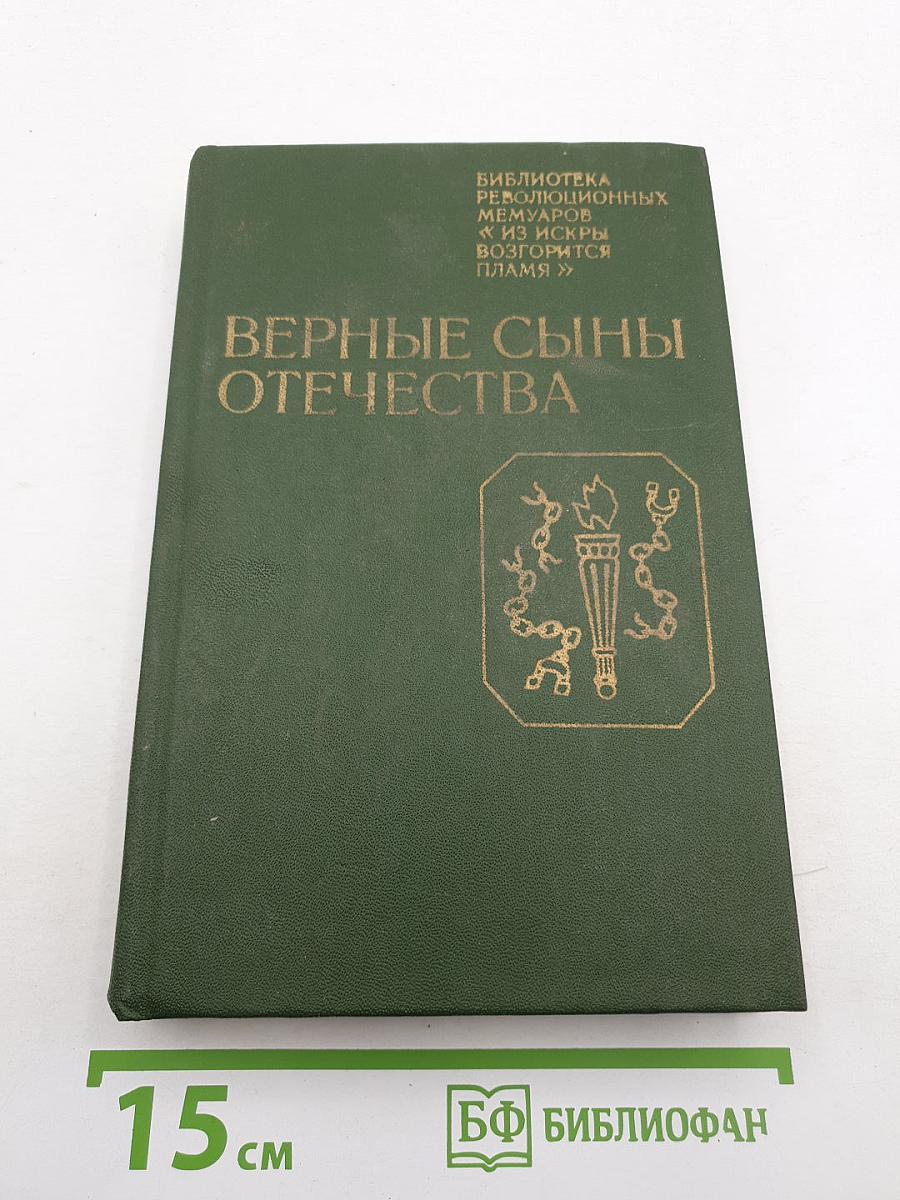 БИБЛИОТЕКА
РЕВОЛЮЦИОННЫХ
МЕМУАРОВ
« ИЗ ИСКРЫ
ВОЗГОРИТСЯ
ПЛАМЯ »
ВЕРНЫЕ СЫНЫ
ОТЕЧЕСТВА
15 см
БФ БИБЛИОФАН